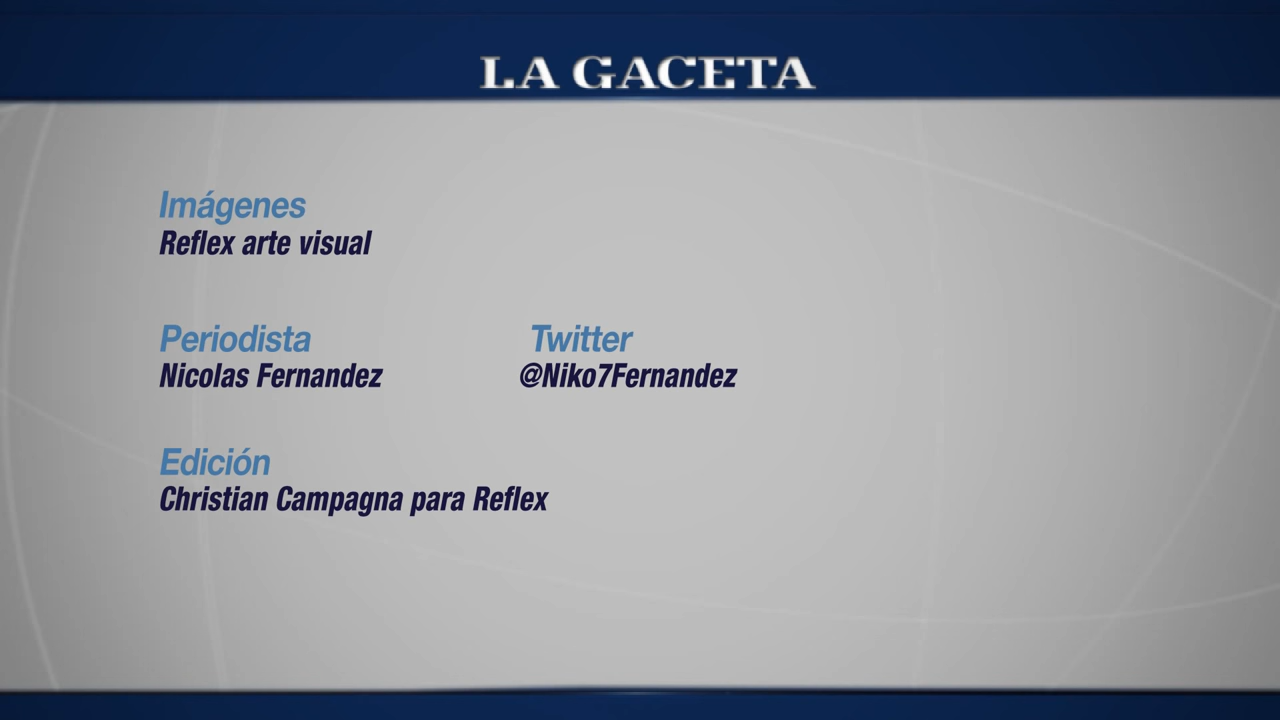 LA GACETA
Imágenes
Reflex arte visual
Periodista
Nicolas Fernandez
Twitter
@Niko7Fernandez
Edición
Christian Campagna para Reflex